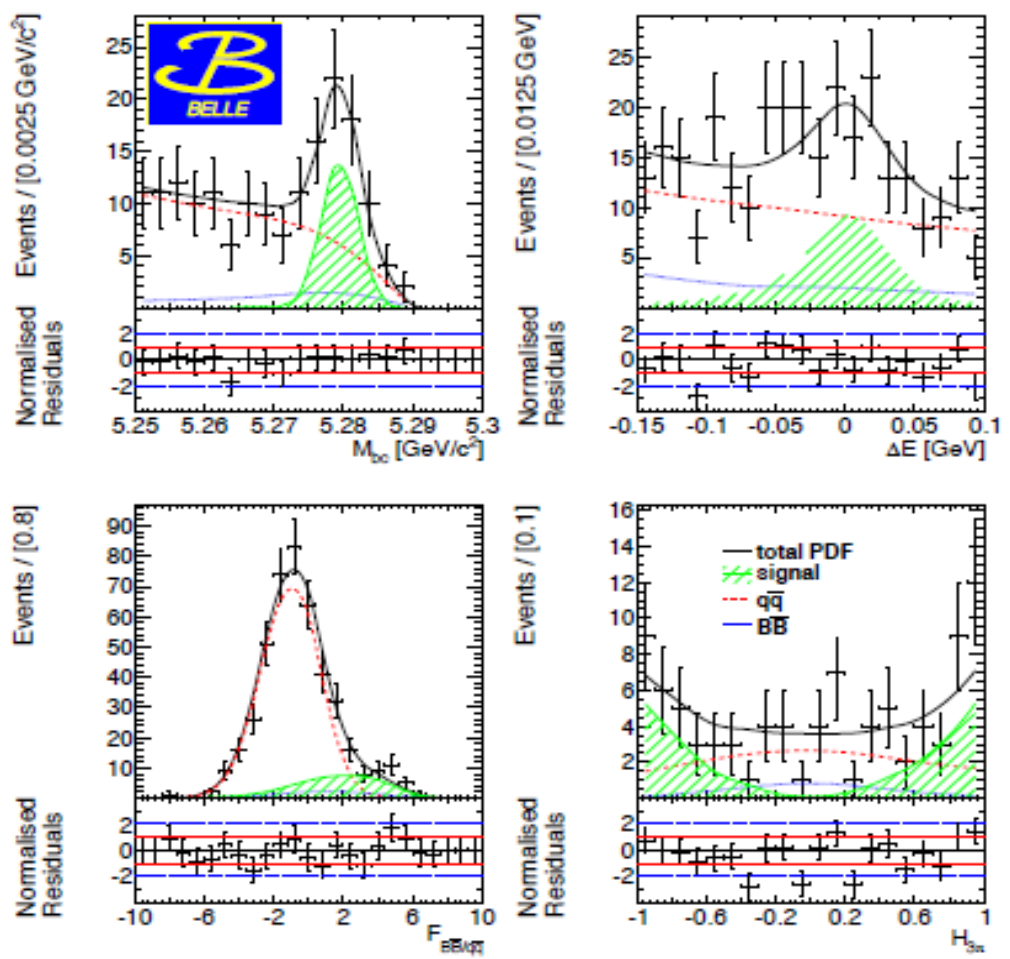 Events / [0.0025 GeV/c²]
25
20
15
10
5
B
BELLE
Normalised
Residuals
2
0
-2
5.25 5.26 5.27 5.28 5.29 5.3
M_bc [GeV/c²]
Events / [0.0125 GeV]
25
20
15
10
5
Normalised
Residuals
2
0
-2
-0.15 -0.1 -0.05 0 0.05 0.1
ΔE [GeV]
Events / [0.8]
90
80
70
60
50
40
30
20
10
Normalised
Residuals
2
0
-2
-10 -6 -2 2 6 10
F_BB̅/qq̅
Events / [0.1]
16
14
12
10
8
6
4
2
total PDF
signal
qq̅
BB̅
Normalised
Residuals
2
0
-2
-1 -0.6 -0.2 0.2 0.6 1
H_3π